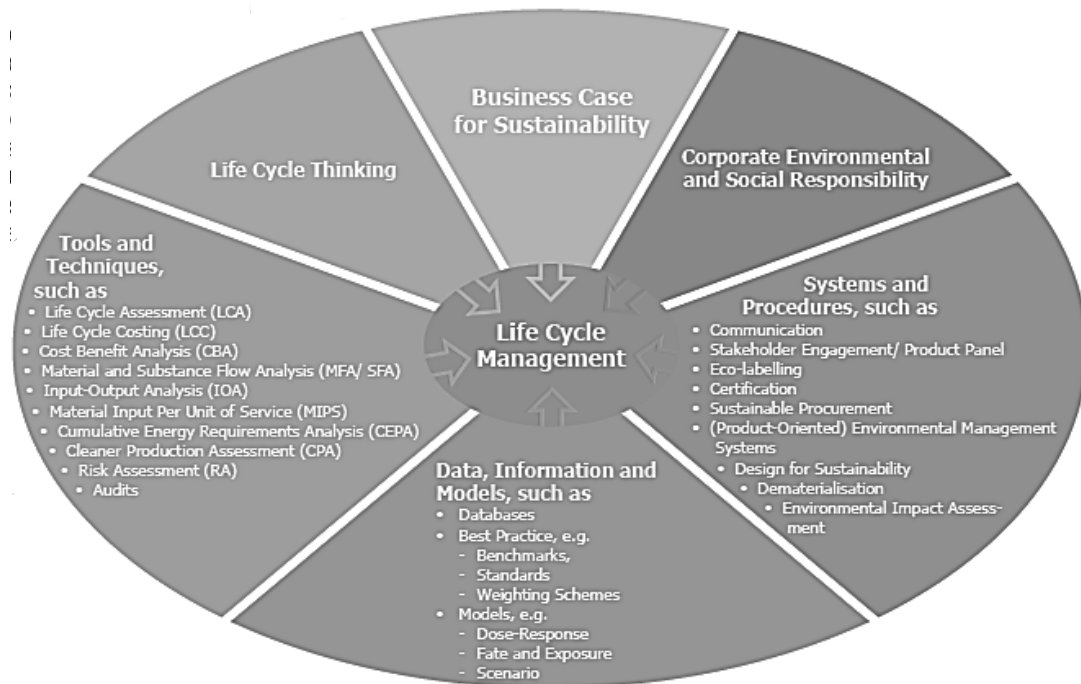 Business Case
for Sustainability
Life Cycle Thinking
Corporate Environmental
and Social Responsibility
Tools and
Techniques,
such as
• Life Cycle Assessment (LCA)
• Life Cycle Costing (LCC)
• Cost Benefit Analysis (CBA)
• Material and Substance Flow Analysis (MFA/ SFA)
• Input-Output Analysis (IOA)
• Material Input Per Unit of Service (MIPS)
• Cumulative Energy Requirements Analysis (CEPA)
• Cleaner Production Assessment (CPA)
• Risk Assessment (RA)
• Audits
Life Cycle
Management
Systems and
Procedures, such as
• Communication
• Stakeholder Engagement/ Product Panel
• Eco-labelling
• Certification
• Sustainable Procurement
• (Product-Oriented) Environmental Management
Systems
• Design for Sustainability
• Dematerialisation
• Environmental Impact Assess-
ment
Data, Information and
Models, such as
• Databases
• Best Practice, e.g.
- Benchmarks,
- Standards
- Weighting Schemes
• Models, e.g.
- Dose-Response
- Fate and Exposure
- Scenario